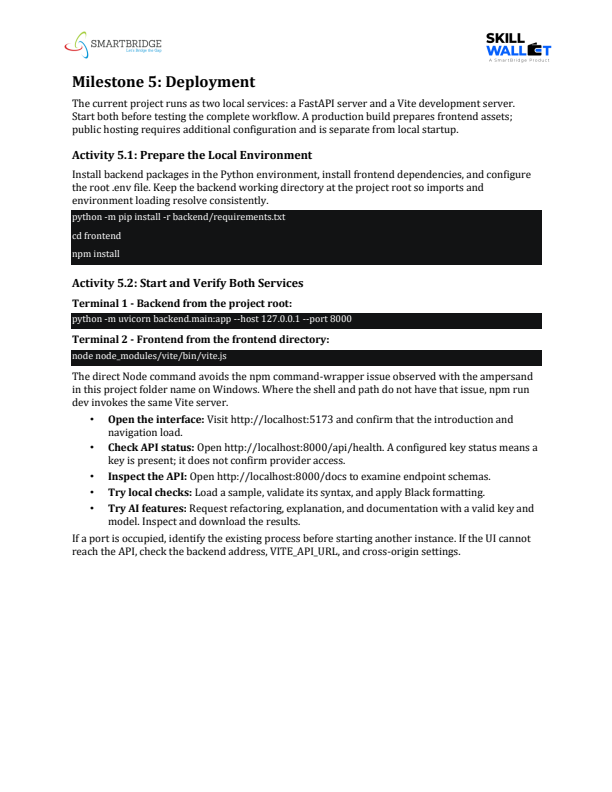 SMARTBRIDGE
Let's Bridge the Gap
SKILL
WALLET
A SmartBridge Product
Milestone 5: Deployment
The current project runs as two local services: a FastAPI server and a Vite development server.
Start both before testing the complete workflow. A production build prepares frontend assets;
public hosting requires additional configuration and is separate from local startup.
Activity 5.1: Prepare the Local Environment
Install backend packages in the Python environment, install frontend dependencies, and configure
the root .env file. Keep the backend working directory at the project root so imports and
environment loading resolve consistently.
python -m pip install -r backend/requirements.txt
cd frontend
npm install
Activity 5.2: Start and Verify Both Services
Terminal 1 - Backend from the project root:
python -m uvicorn backend.main:app --host 127.0.0.1 --port 8000
Terminal 2 - Frontend from the frontend directory:
node node_modules/vite/bin/vite.js
The direct Node command avoids the npm command-wrapper issue observed with the ampersand
in this project folder name on Windows. Where the shell and path do not have that issue, npm run
dev invokes the same Vite server.
• Open the interface: Visit http://localhost:5173 and confirm that the introduction and
navigation load.
• Check API status: Open http://localhost:8000/api/health. A configured key status means a
key is present; it does not confirm provider access.
• Inspect the API: Open http://localhost:8000/docs to examine endpoint schemas.
• Try local checks: Load a sample, validate its syntax, and apply Black formatting.
• Try AI features: Request refactoring, explanation, and documentation with a valid key and
model. Inspect and download the results.
If a port is occupied, identify the existing process before starting another instance. If the UI cannot
reach the API, check the backend address, VITE_API_URL, and cross-origin settings.